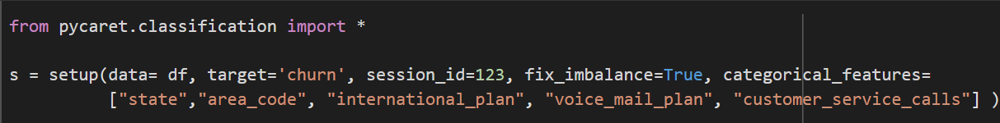 from pycaret.classification import *
s = setup(data= df, target='churn', session_id=123, fix_imbalance=True, categorical_features=
["state","area_code", "international_plan", "voice_mail_plan", "customer_service_calls"] )